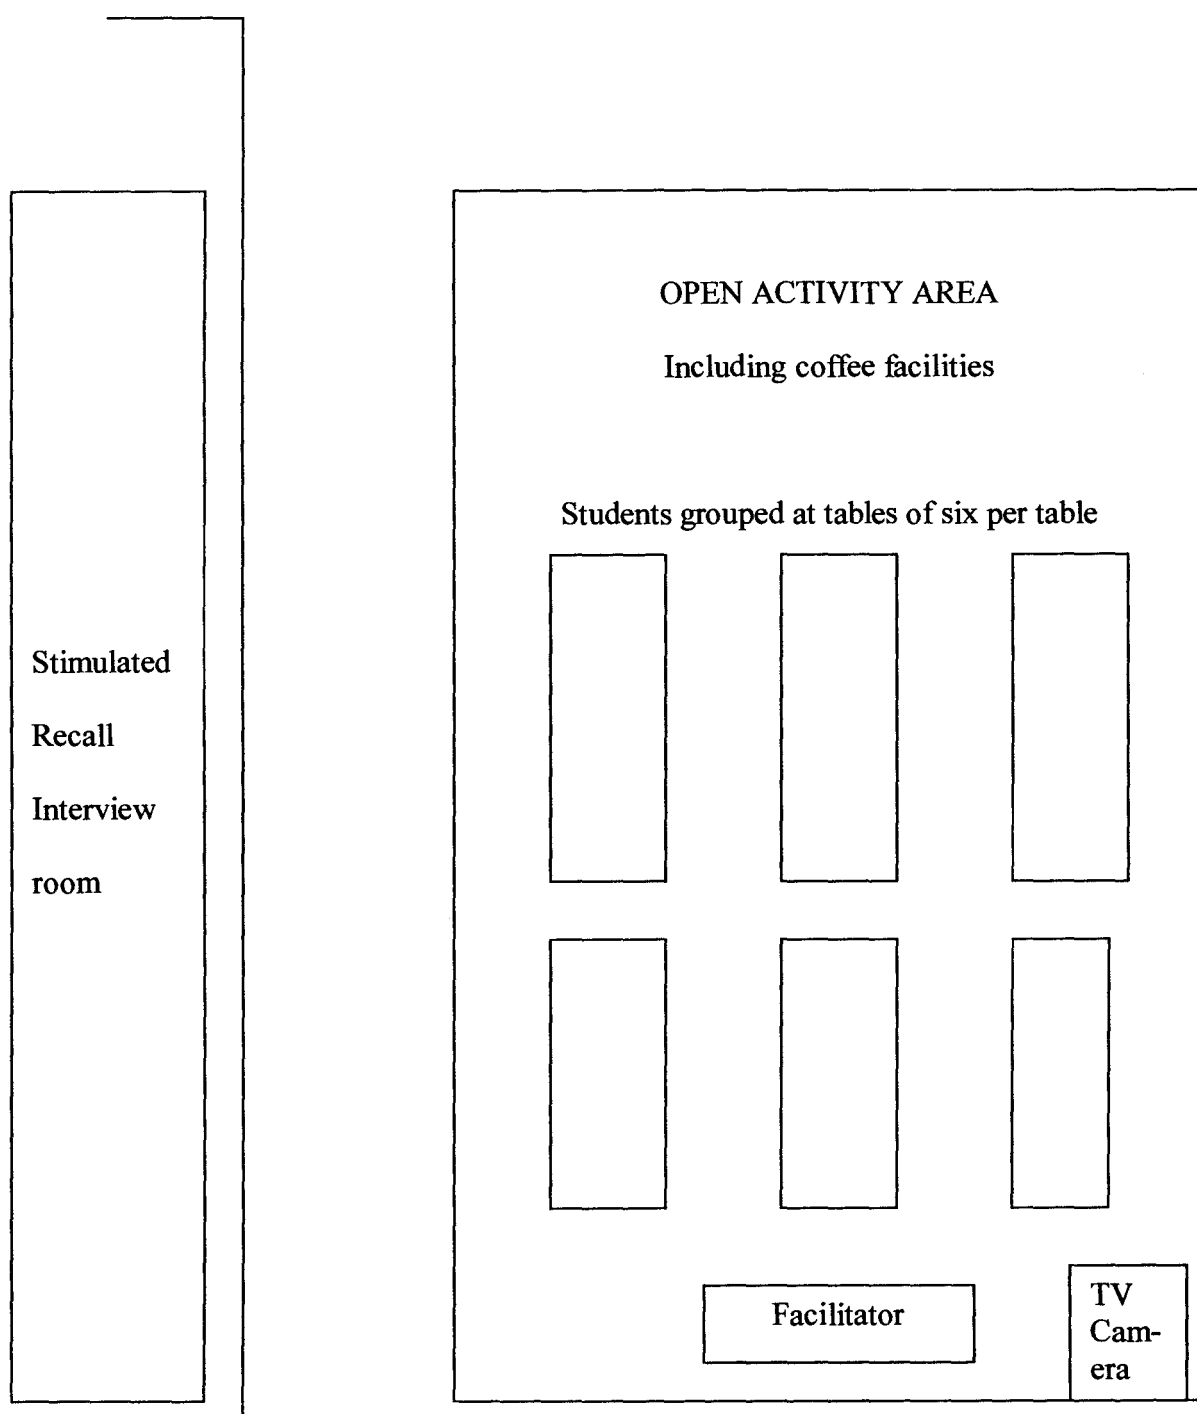 OPEN ACTIVITY AREA
Including coffee facilities
Students grouped at tables of six per table
Stimulated
Recall
Interview
room
Facilitator
TV
Cam-
era